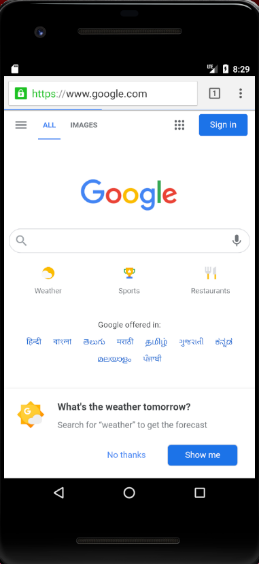 8:29
https://www.google.com
1
ALL IMAGES
Sign in
Google
Weather Sports Restaurants
Google offered in:
हिन्दी বাংলা తెలుగు मराठी தமிழ் ગુજરાતી ಕನ್ನಡ
മലയാളം ਪੰਜਾਬੀ
G
What's the weather tomorrow?
Search for "weather" to get the forecast
No thanks Show me